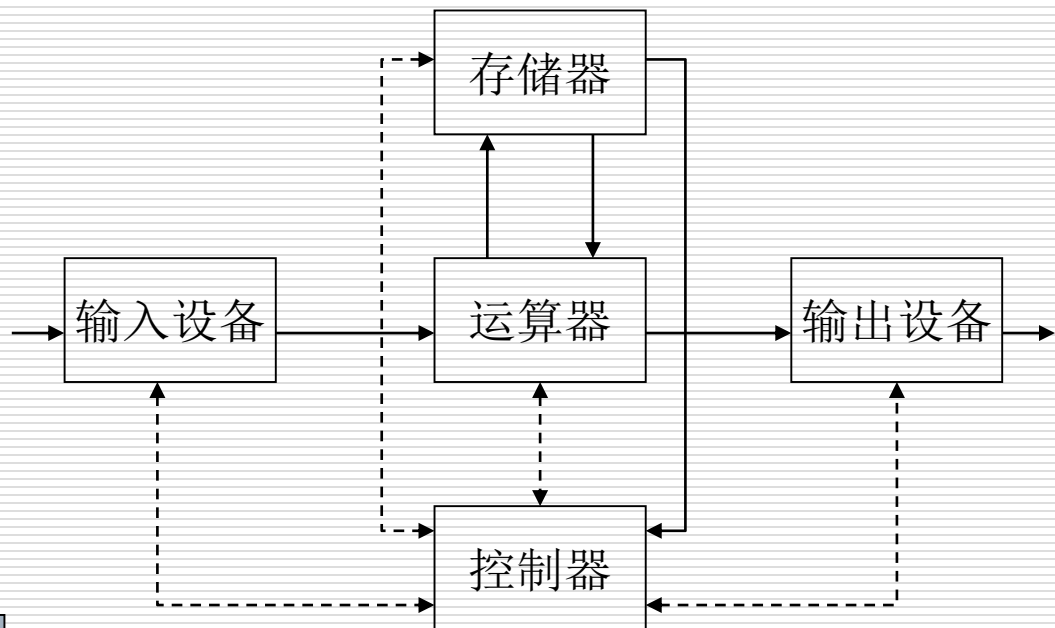 存储器
输入设备
运算器
输出设备
控制器